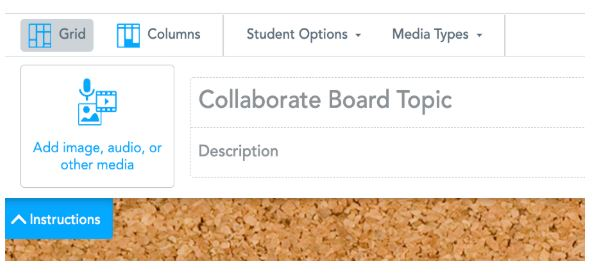 Grid Columns Student Options Media Types
Collaborate Board Topic
Add image, audio, or
other media
Description
Instructions